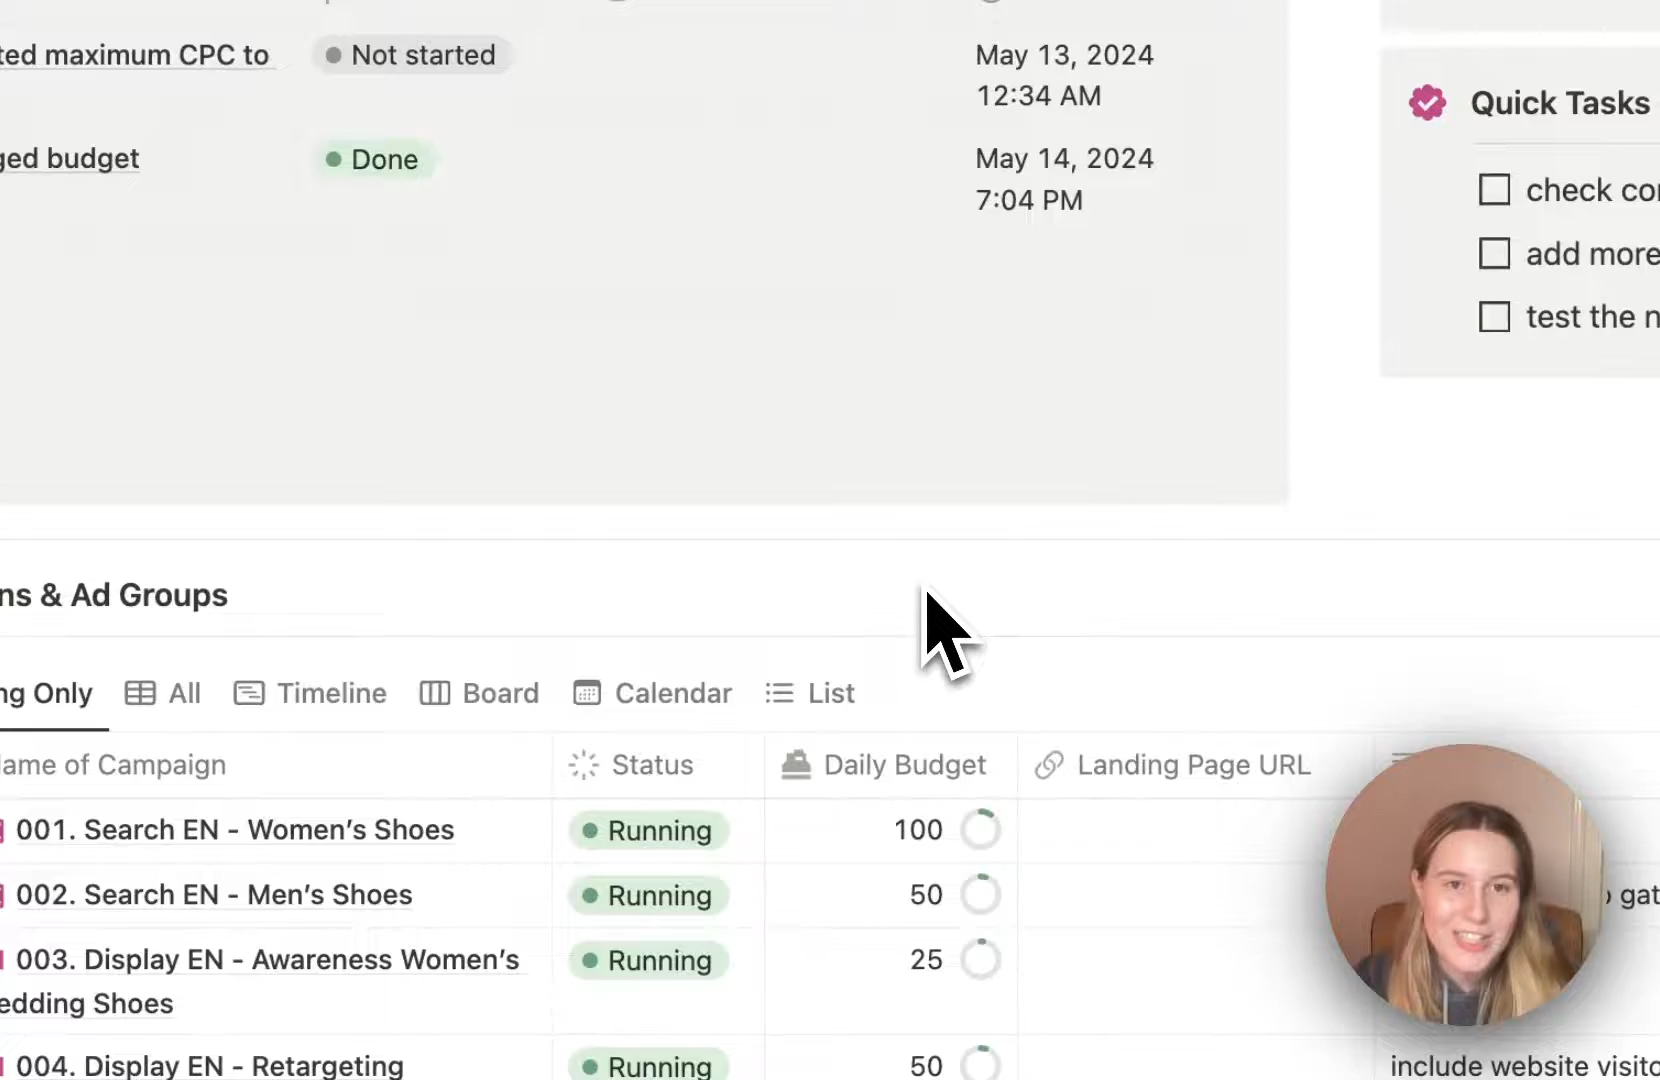 ted maximum CPC to
Not started
May 13, 2024
12:34 AM
ged budget
Done
May 14, 2024
7:04 PM
Quick Tasks
check
add more
test the
ns & Ad Groups
ng Only
All
Timeline
Board
Calendar
List
ame of Campaign
Status
Daily Budget
Landing Page URL
001. Search EN - Women’s Shoes
Running
100
002. Search EN - Men’s Shoes
Running
50
003. Display EN - Awareness Women’s
edding Shoes
Running
25
004. Display EN - Retargeting
Running
50
include website